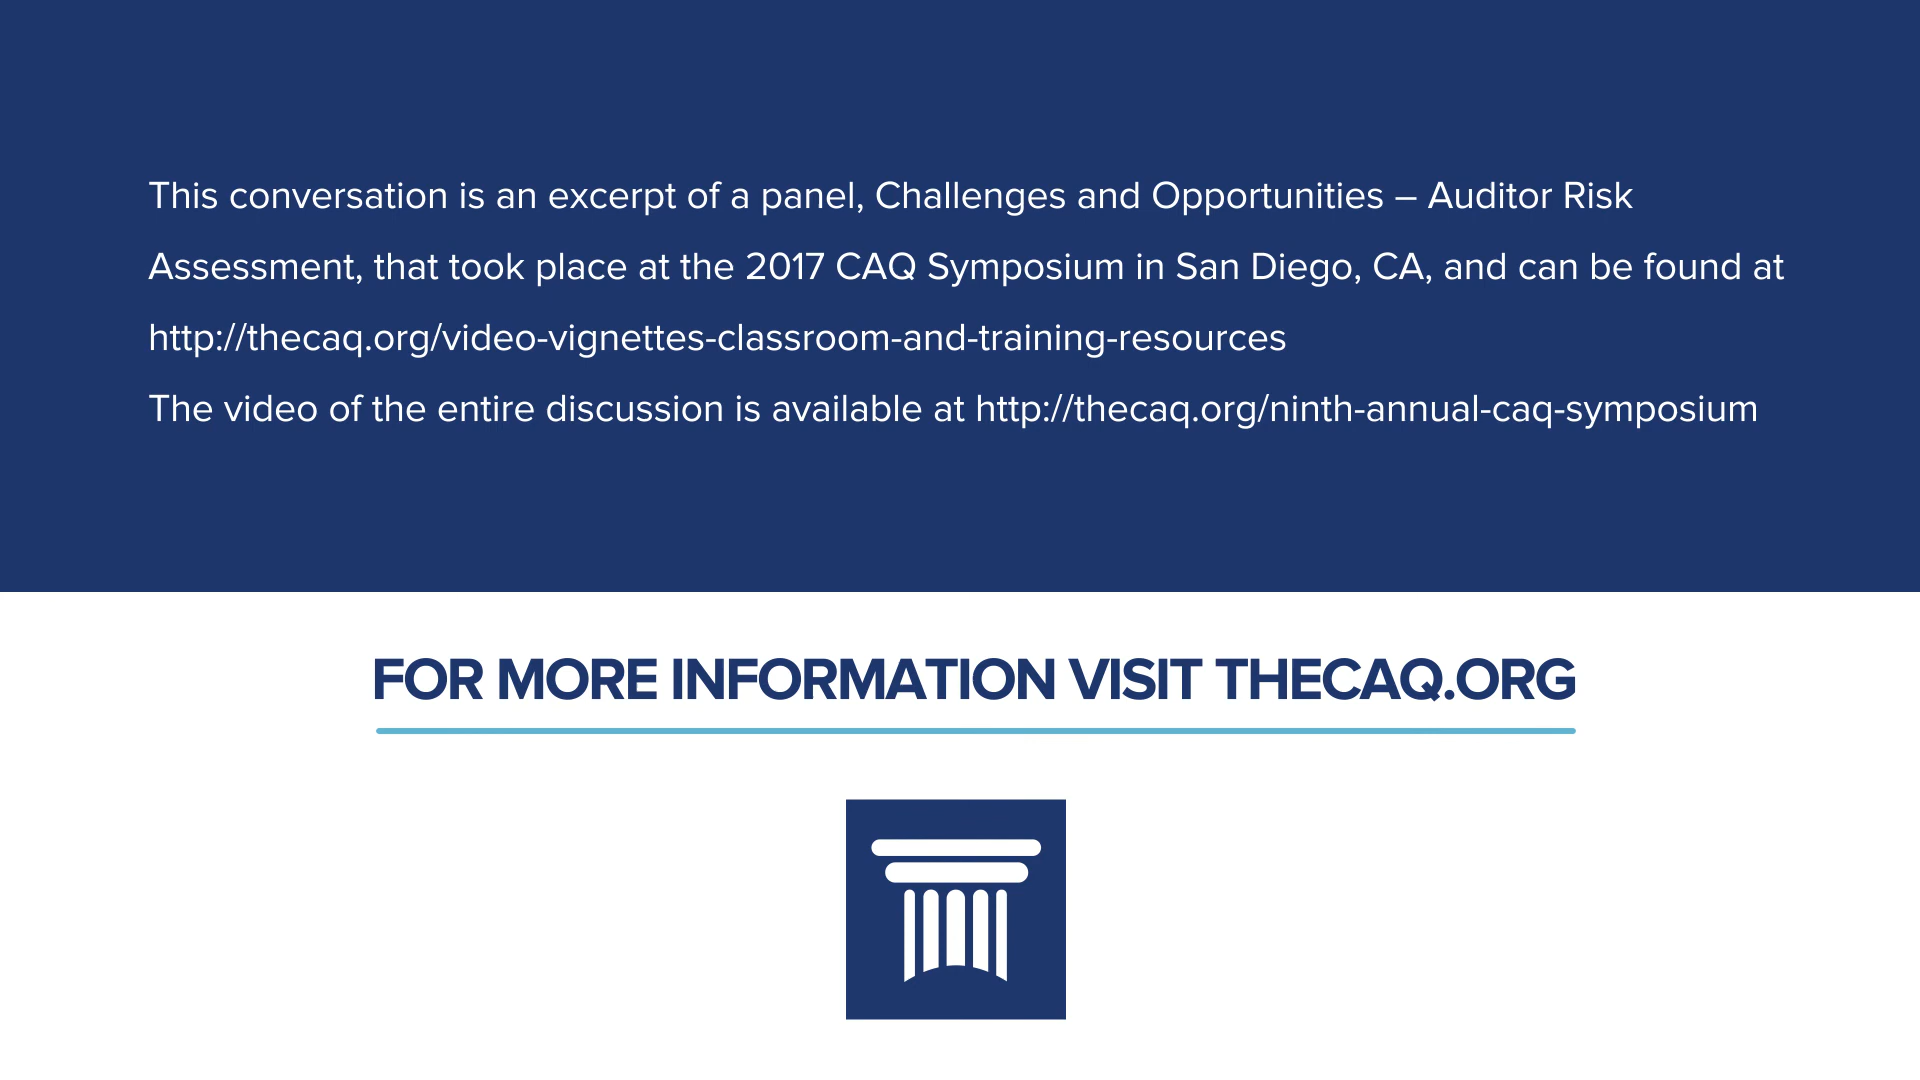 This conversation is an excerpt of a panel, Challenges and Opportunities – Auditor Risk
Assessment, that took place at the 2017 CAQ Symposium in San Diego, CA, and can be found at
http://thecaq.org/video-vignettes-classroom-and-training-resources
The video of the entire discussion is available at http://thecaq.org/ninth-annual-caq-symposium
FOR MORE INFORMATION VISIT THECAQ.ORG